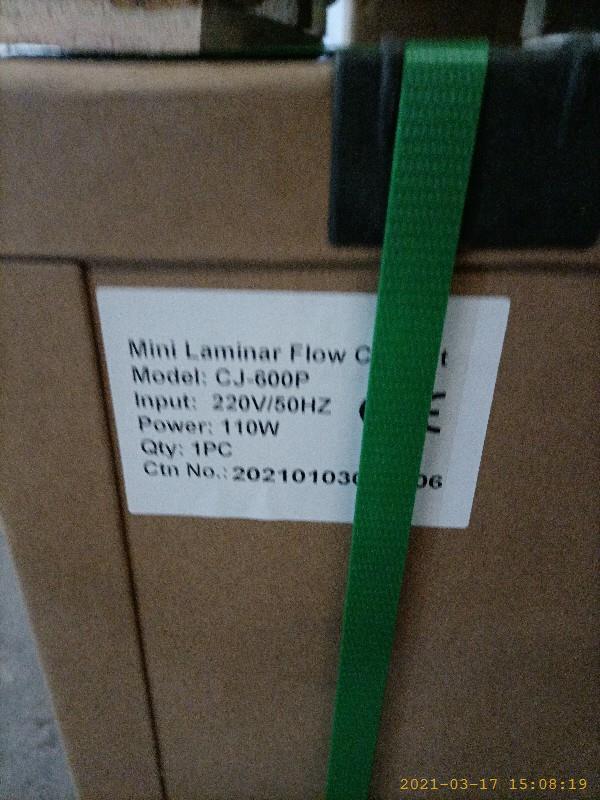 Mini Laminar Flow
Model: CJ-600P
Input: 220V/50HZ
Power: 110W
Qty: 1PC
Ctn No.:
2021-03-17 15:08:19